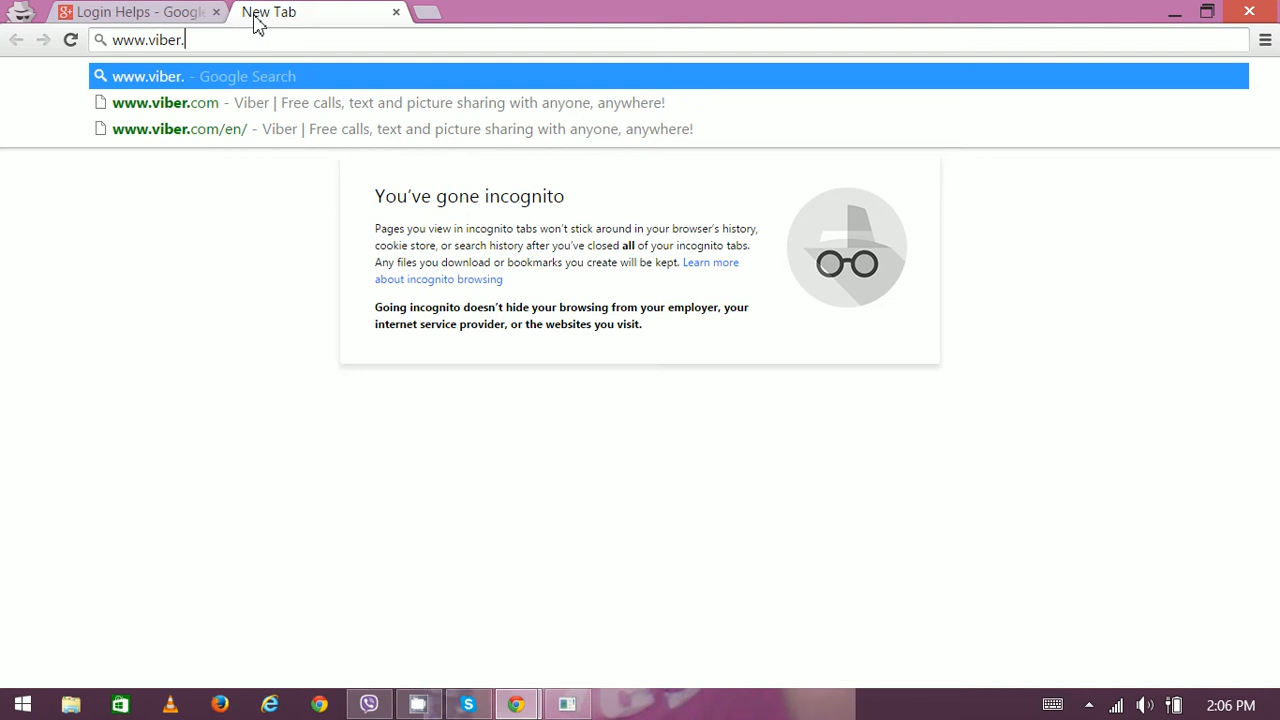 Login Helps - Googl
New Tab
www.viber.
www.viber. - Google Search
www.viber.com - Viber | Free calls, text and picture sharing with anyone, anywhere!
www.viber.com/en/ - Viber | Free calls, text and picture sharing with anyone, anywhere!
You've gone incognito
Pages you view in incognito tabs won't stick around in your browser's history,
cookie store, or search history after you've closed all of your incognito tabs.
Any files you download or bookmarks you create will be kept. Learn more
about incognito browsing
Going incognito doesn't hide your browsing from your employer, your
internet service provider, or the websites you visit.
2:06 PM